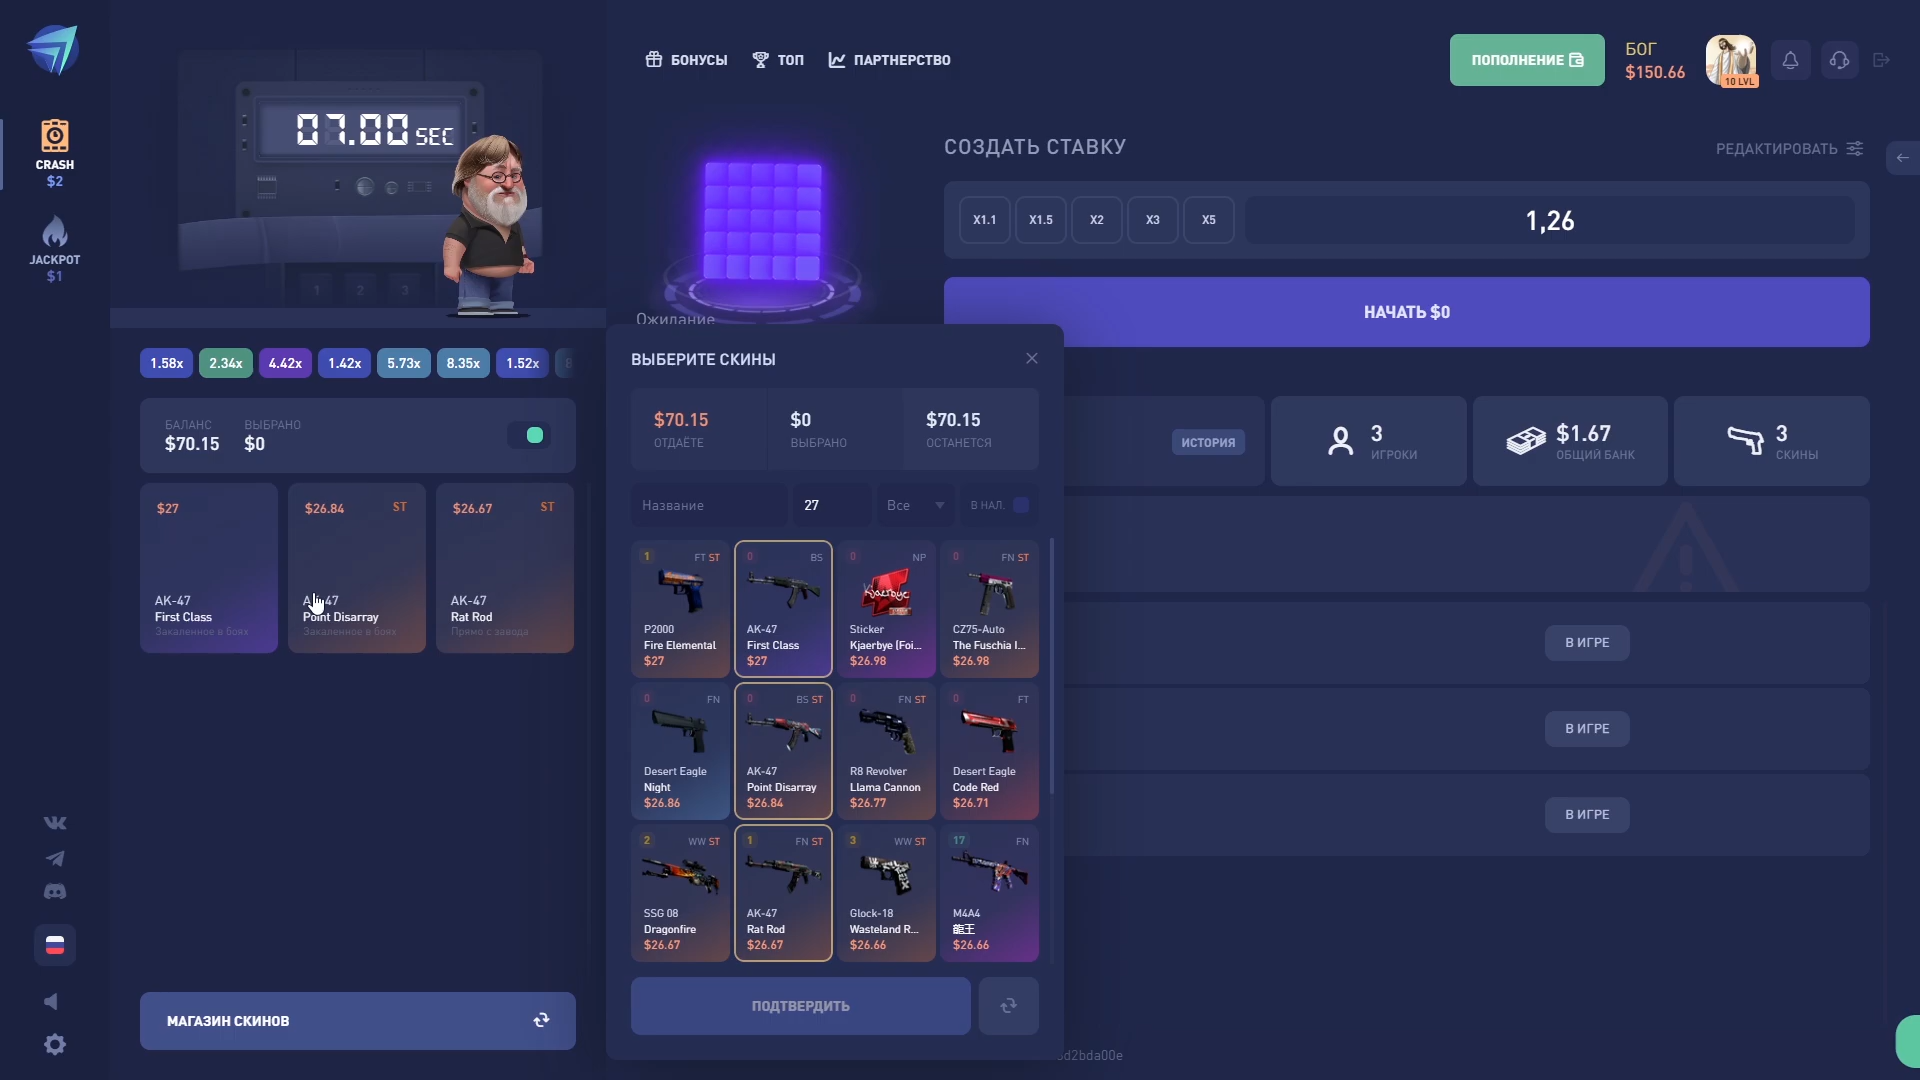 CRASH
$2
JACKPOT
$1
07.00 SEC
1 2 3
БОНУСЫ
ТОП
ПАРТНЕРСТВО
ПОПОЛНЕНИЕ
БОГ
$150.66
10 LVL
СОЗДАТЬ СТАВКУ
РЕДАКТИРОВАТЬ
X1.1 X1.5 X2 X3 X5 1,26
НАЧАТЬ $0
Ожидание
1.58x 2.34x 4.42x 1.42x 5.73x 8.35x 1.52x 8
БАЛАНС ВЫБРАНО
$70.15 $0
$27
AK-47
First Class
Закаленное в боях
$26.84 ST
AK-47
Point Disarray
Закаленное в боях
$26.67 ST
AK-47
Rat Rod
Прямо с завода
МАГАЗИН СКИНОВ
ВЫБЕРИТЕ СКИНЫ
$70.15 $0 $70.15
ОТДАЁТЕ ВЫБРАНО ОСТАНЕТСЯ
Название 27 Все В НАЛ.
1 FT ST
P2000
Fire Elemental
$27
0 BS
AK-47
First Class
$27
0 NP
Sticker
Kjaerbye (Foi...
$26.98
0 FN ST
CZ75-Auto
The Fuschia I...
$26.98
0 FN
Desert Eagle
Night
$26.86
0 BS ST
AK-47
Point Disarray
$26.84
0 FN ST
R8 Revolver
Llama Cannon
$26.77
0 FT
Desert Eagle
Code Red
$26.71
2 WW ST
SSG 08
Dragonfire
$26.67
1 FN ST
AK-47
Rat Rod
$26.67
3 WW ST
Glock-18
Wasteland R...
$26.66
17 FN
M4A4
龍王
$26.66
ПОДТВЕРДИТЬ
ИСТОРИЯ
3
ИГРОКИ
$1.67
ОБЩИЙ БАНК
3
СКИНЫ
В ИГРЕ
В ИГРЕ
В ИГРЕ
d2bda00e